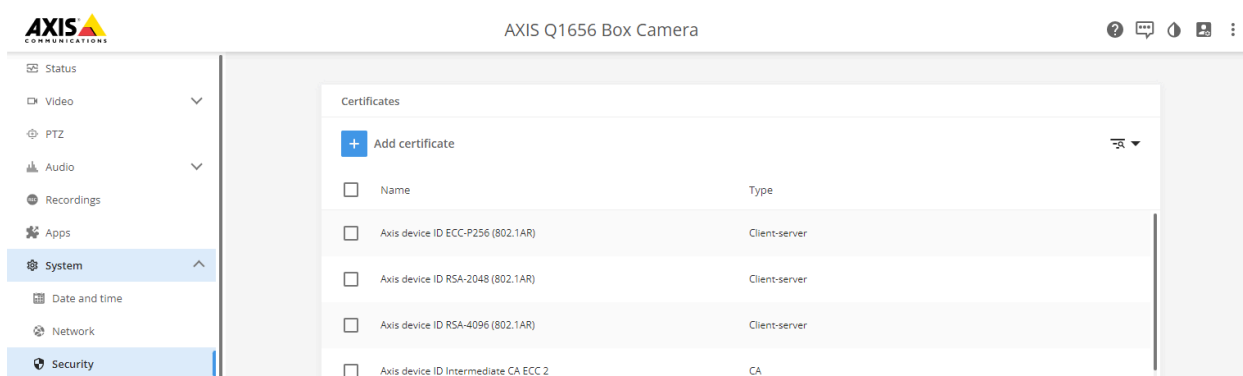 AXIS
COMMUNICATIONS
AXIS Q1656 Box Camera
Status
Video
PTZ
Audio
Recordings
Apps
System
Date and time
Network
Security
Certificates
Add certificate
Name Type
Axis device ID ECC-P256 (802.1AR) Client-server
Axis device ID RSA-2048 (802.1AR) Client-server
Axis device ID RSA-4096 (802.1AR) Client-server
Axis device ID Intermediate CA ECC 2 CA